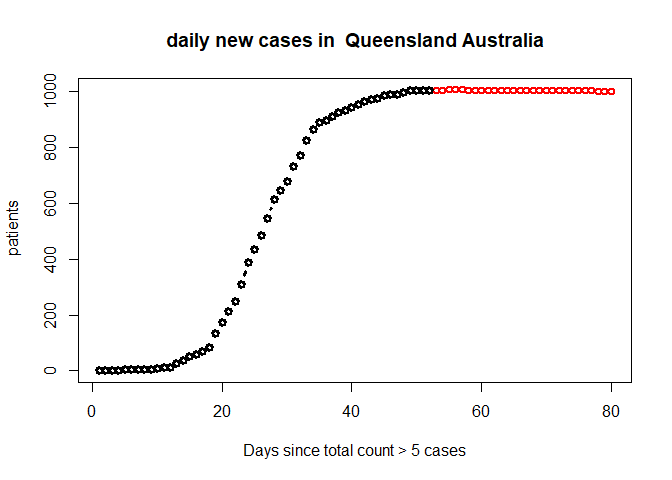 daily new cases in  Queensland Australia
patients
1000
800
600
400
200
0
0 20 40 60 80
Days since total count > 5 cases